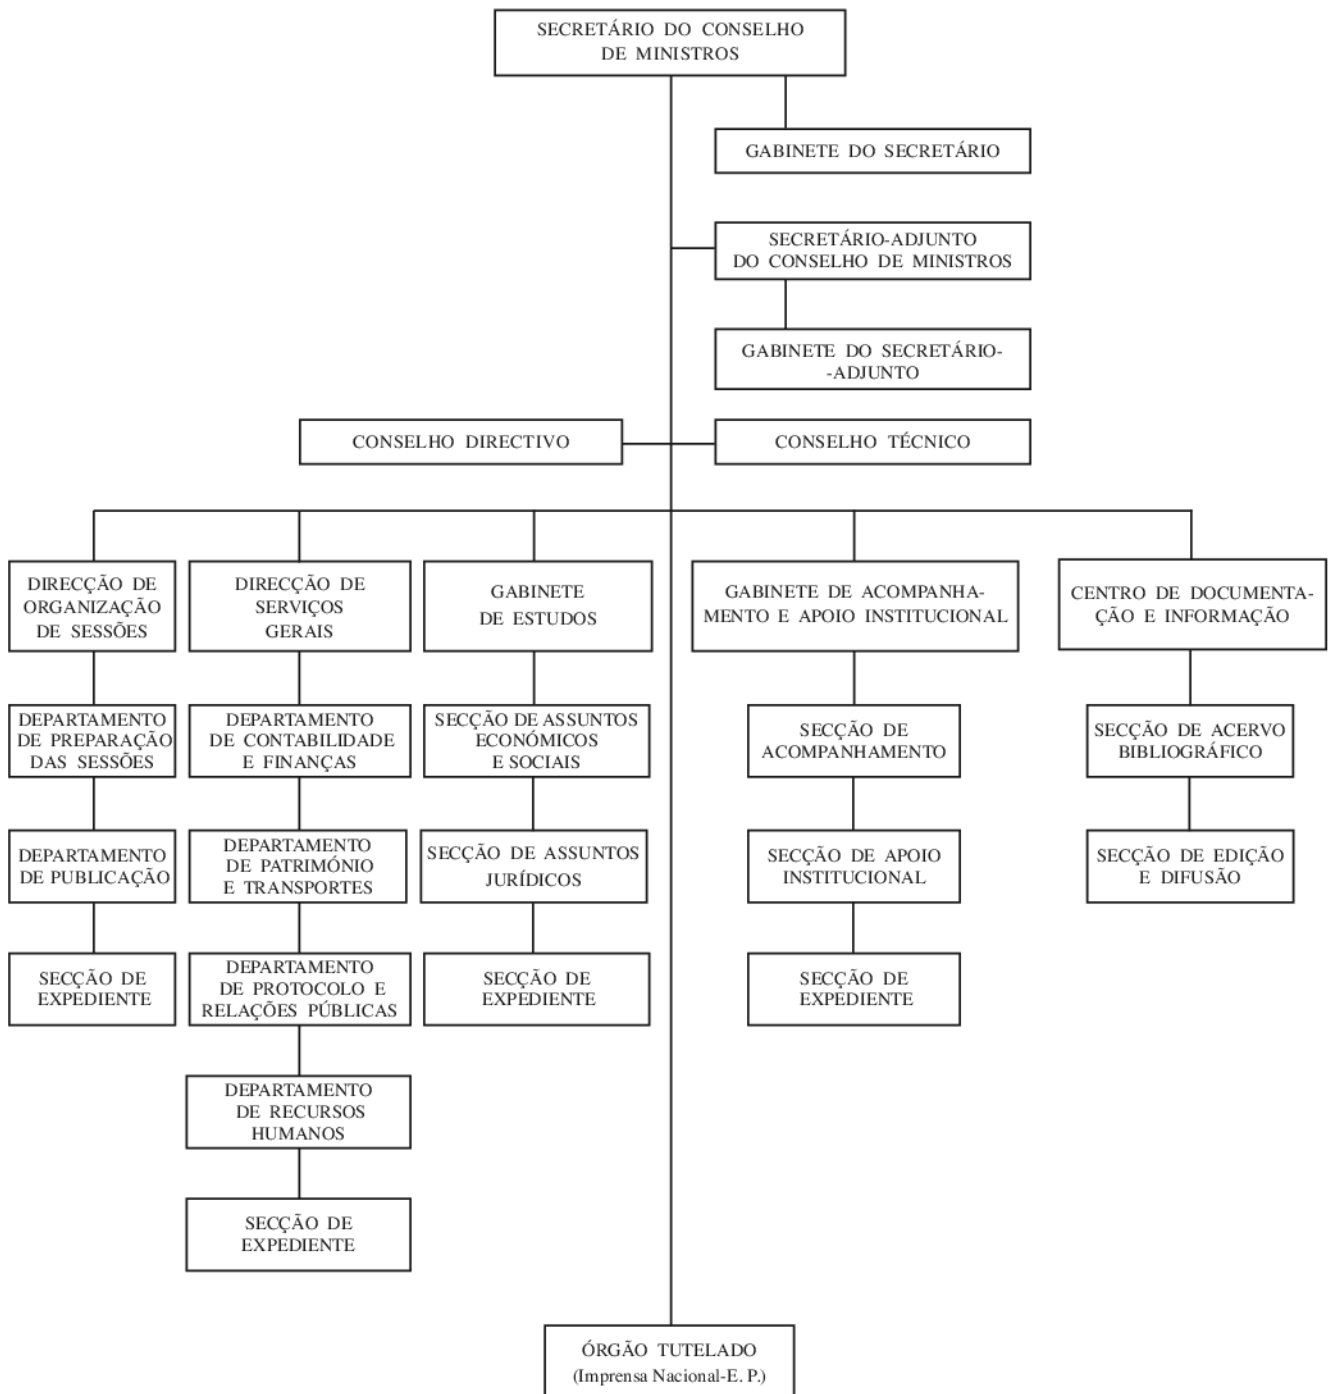 SECRETÁRIO DO CONSELHO
DE MINISTROS
GABINETE DO SECRETÁRIO
SECRETÁRIO-ADJUNTO
DO CONSELHO DE MINISTROS
GABINETE DO SECRETÁRIO-
-ADJUNTO
CONSELHO DIRECTIVO
CONSELHO TÉCNICO
DIRECÇÃO DE
ORGANIZAÇÃO
DE SESSÕES
DEPARTAMENTO
DE PREPARAÇÃO
DAS SESSÕES
DEPARTAMENTO
DE PUBLICAÇÃO
SECÇÃO DE
EXPEDIENTE
DIRECÇÃO DE
SERVIÇOS
GERAIS
DEPARTAMENTO
DE CONTABILIDADE
E FINANÇAS
DEPARTAMENTO
DE PATRIMÓNIO
E TRANSPORTES
DEPARTAMENTO
DE PROTOCOLO E
RELAÇÕES PÚBLICAS
DEPARTAMENTO
DE RECURSOS
HUMANOS
SECÇÃO DE
EXPEDIENTE
GABINETE
DE ESTUDOS
SECÇÃO DE ASSUNTOS
ECONÓMICOS
E SOCIAIS
SECÇÃO DE ASSUNTOS
JURÍDICOS
SECÇÃO DE
EXPEDIENTE
GABINETE DE ACOMPANHA-
MENTO E APOIO INSTITUCIONAL
SECÇÃO DE
ACOMPANHAMENTO
SECÇÃO DE APOIO
INSTITUCIONAL
SECÇÃO DE
EXPEDIENTE
CENTRO DE DOCUMENTA-
ÇÃO E INFORMAÇÃO
SECÇÃO DE ACERVO
BIBLIOGRÁFICO
SECÇÃO DE EDIÇÃO
E DIFUSÃO
ÓRGÃO TUTELADO
(Imprensa Nacional-E. P.)